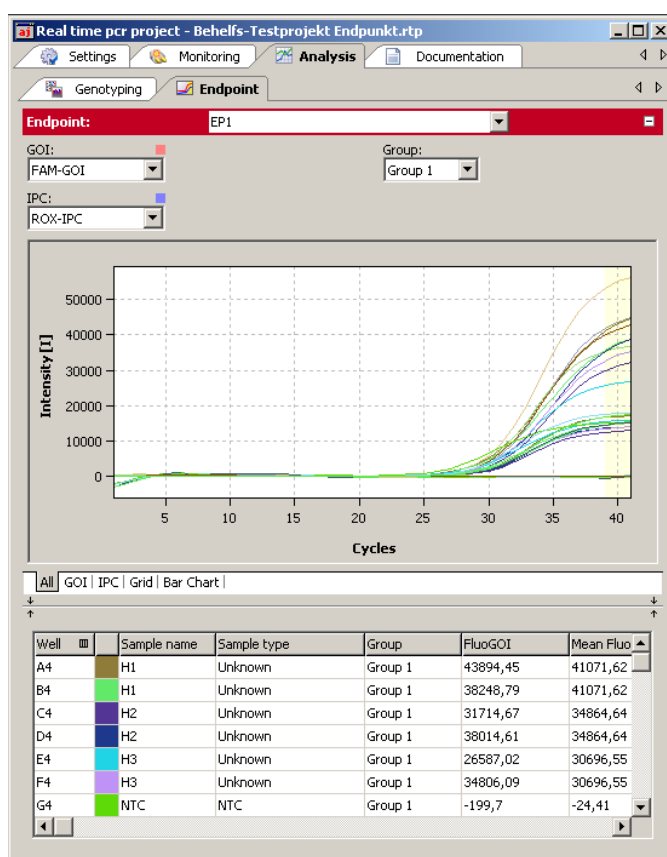 Real time pcr project - Behelfs-Testprojekt Endpunkt.rtp
Settings Monitoring Analysis Documentation
Genotyping Endpoint
Endpoint: EP1
GOI: Group:
FAM-GOI Group 1
IPC:
ROX-IPC
Intensity [I]
50000
40000
30000
20000
10000
0
5 10 15 20 25 30 35 40
Cycles
All GOI IPC Grid Bar Chart
Well Sample name Sample type Group FluoGOI Mean Fluo
A4 H1 Unknown Group 1 43894,45 41071,62
B4 H1 Unknown Group 1 38248,79 41071,62
C4 H2 Unknown Group 1 31714,67 34864,64
D4 H2 Unknown Group 1 38014,61 34864,64
E4 H3 Unknown Group 1 26587,02 30696,55
F4 H3 Unknown Group 1 34806,09 30696,55
G4 NTC NTC Group 1 -199,7 -24,41